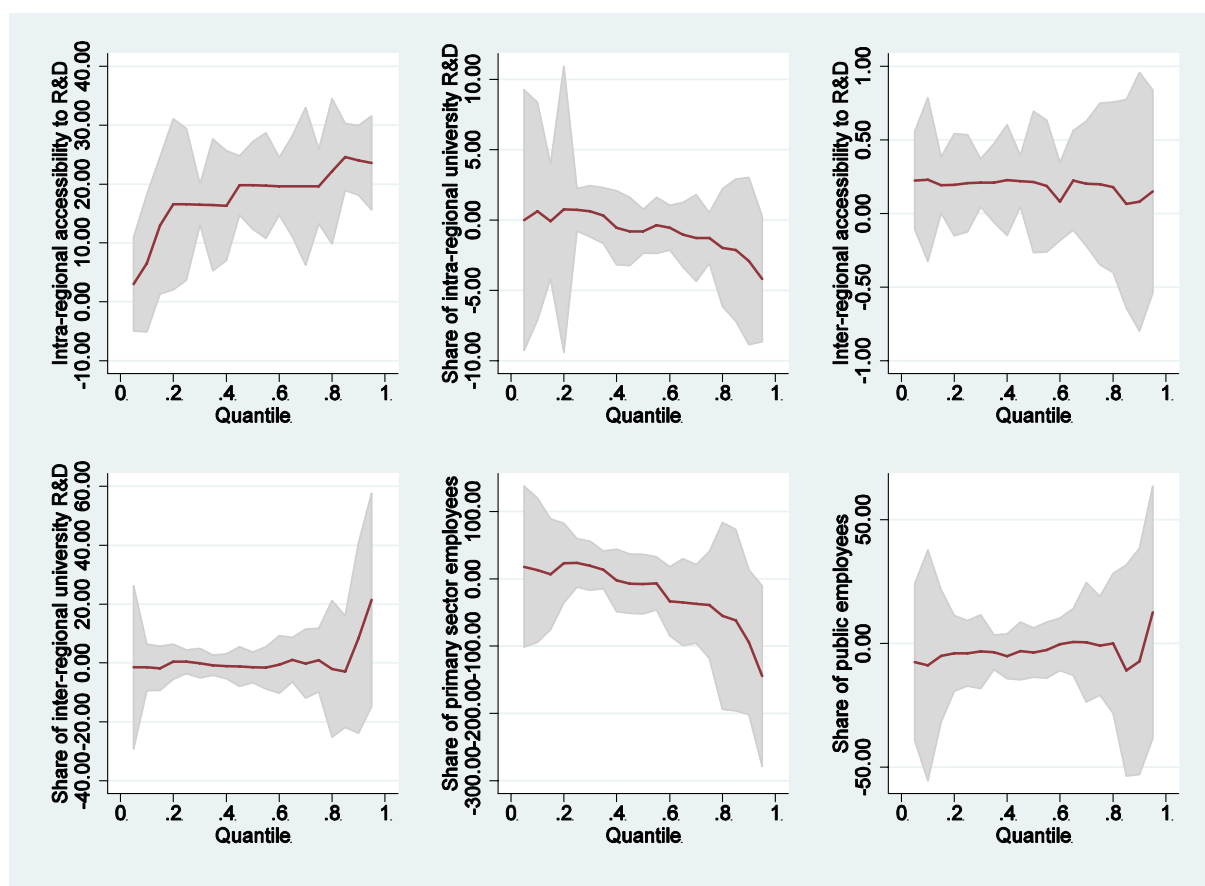 Intra-regional accessibility to R&D
-10.00 0.00 10.00 20.00 30.00 40.00
0. .2. .4. .6. .8. 1.
Quantile.
Share of intra-regional university R&D
-10.00 -5.00 0.00 5.00 10.00
0. .2. .4. .6. .8. 1.
Quantile.
Inter-regional accessibility to R&D
-1.00 -0.50 0.00 0.50 1.00
0. .2. .4. .6. .8. 1.
Quantile.
Share of inter-regional university R&D
-40.00 -20.00 0.00 20.00 40.00 60.00
0. .2. .4. .6. .8. 1.
Quantile.
Share of primary sector employees
-300.00 -200.00 -100.00 0.00 100.00
0. .2. .4. .6. .8. 1.
Quantile.
Share of public employees
-50.00 0.00 50.00
0. .2. .4. .6. .8. 1.
Quantile.